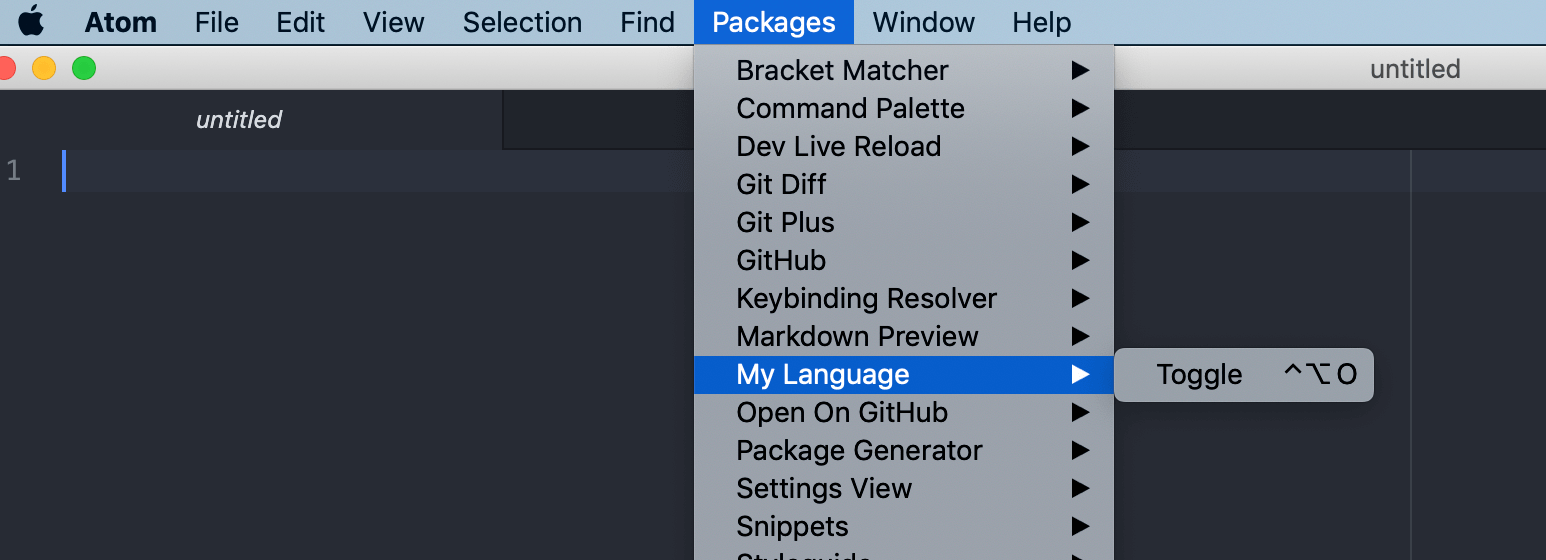 Atom File Edit View Selection Find Packages Window Help
untitled
untitled
1
Bracket Matcher
Command Palette
Dev Live Reload
Git Diff
Git Plus
GitHub
Keybinding Resolver
Markdown Preview
My Language
Toggle ^⌥O
Open On GitHub
Package Generator
Settings View
Snippets